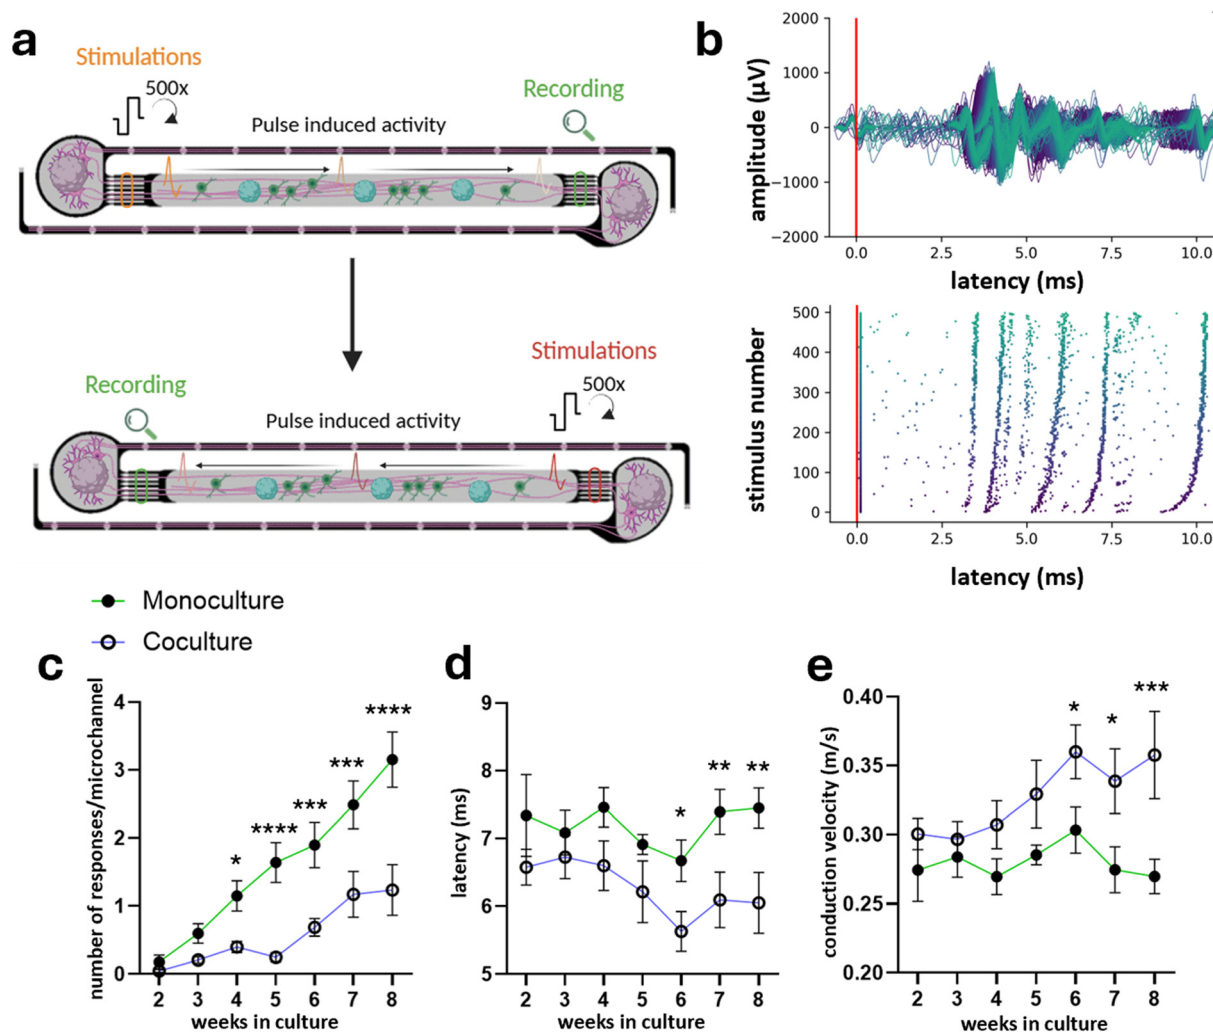 a
Stimulations
500x
Recording
Pulse induced activity
Stimulations
Recording
500x
Pulse induced activity
b
amplitude (µV)
2000
1000
0
−1000
−2000
0.0 2.5 5.0 7.5 10.0
latency (ms)
stimulus number
500
400
300
200
100
0
0.0 2.5 5.0 7.5 10.0
latency (ms)
Monoculture
Coculture
c
number of responses/microchannel
4
3
2
1
0
* **** *** *** ****
2 3 4 5 6 7 8
weeks in culture
d
latency (ms)
9
8
7
6
5
* ** **
2 3 4 5 6 7 8
weeks in culture
e
conduction velocity (m/s)
0.40
0.35
0.30
0.25
0.20
* * ***
2 3 4 5 6 7 8
weeks in culture